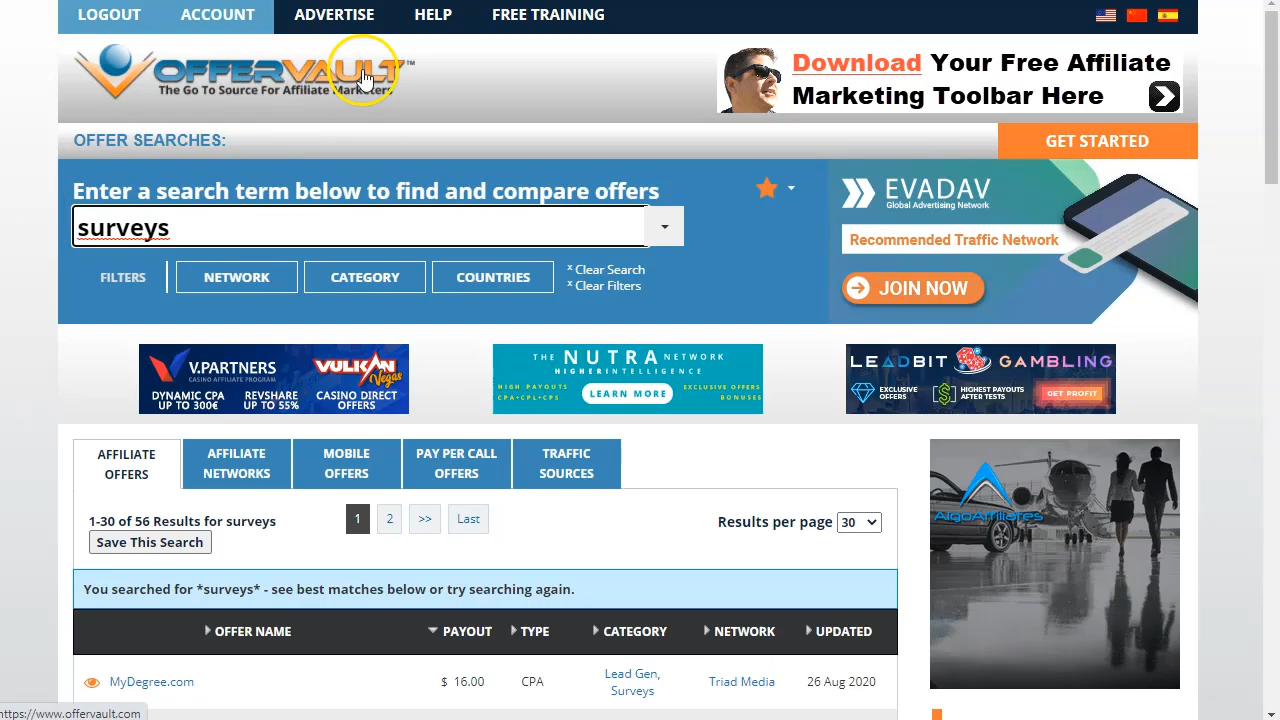 LOGOUT ACCOUNT ADVERTISE HELP FREE TRAINING
OFFERVAULT™
The Go To Source For Affiliate Marketers
Download Your Free Affiliate
Marketing Toolbar Here
OFFER SEARCHES:
GET STARTED
Enter a search term below to find and compare offers
surveys
FILTERS NETWORK CATEGORY COUNTRIES
x Clear Search
x Clear Filters
EVADAV
Global Advertising Network
Recommended Traffic Network
JOIN NOW
V.PARTNERS
CASINO AFFILIATE PROGRAM
VULKAN
Vegas
DYNAMIC CPA
UP TO 300€
REVSHARE
UP TO 55%
CASINO DIRECT
OFFERS
THE NUTRA NETWORK
HIGHERINTELLIGENCE
HIGH PAYOUTS
CPA•CPL•CPS
LEARN MORE
EXCLUSIVE OFFERS
BONUSES
LEADBIT GAMBLING
EXCLUSIVE
OFFERS
HIGHEST PAYOUTS
AFTER TESTS
GET PROFIT
AFFILIATE
OFFERS
AFFILIATE
NETWORKS
MOBILE
OFFERS
PAY PER CALL
OFFERS
TRAFFIC
SOURCES
1-30 of 56 Results for surveys
1 2 >> Last
Results per page 30
Save This Search
AlgoAffiliates
You searched for *surveys* - see best matches below or try searching again.
OFFER NAME PAYOUT TYPE CATEGORY NETWORK UPDATED
MyDegree.com $ 16.00 CPA Lead Gen, Surveys Triad Media 26 Aug 2020
https://www.offervault.com